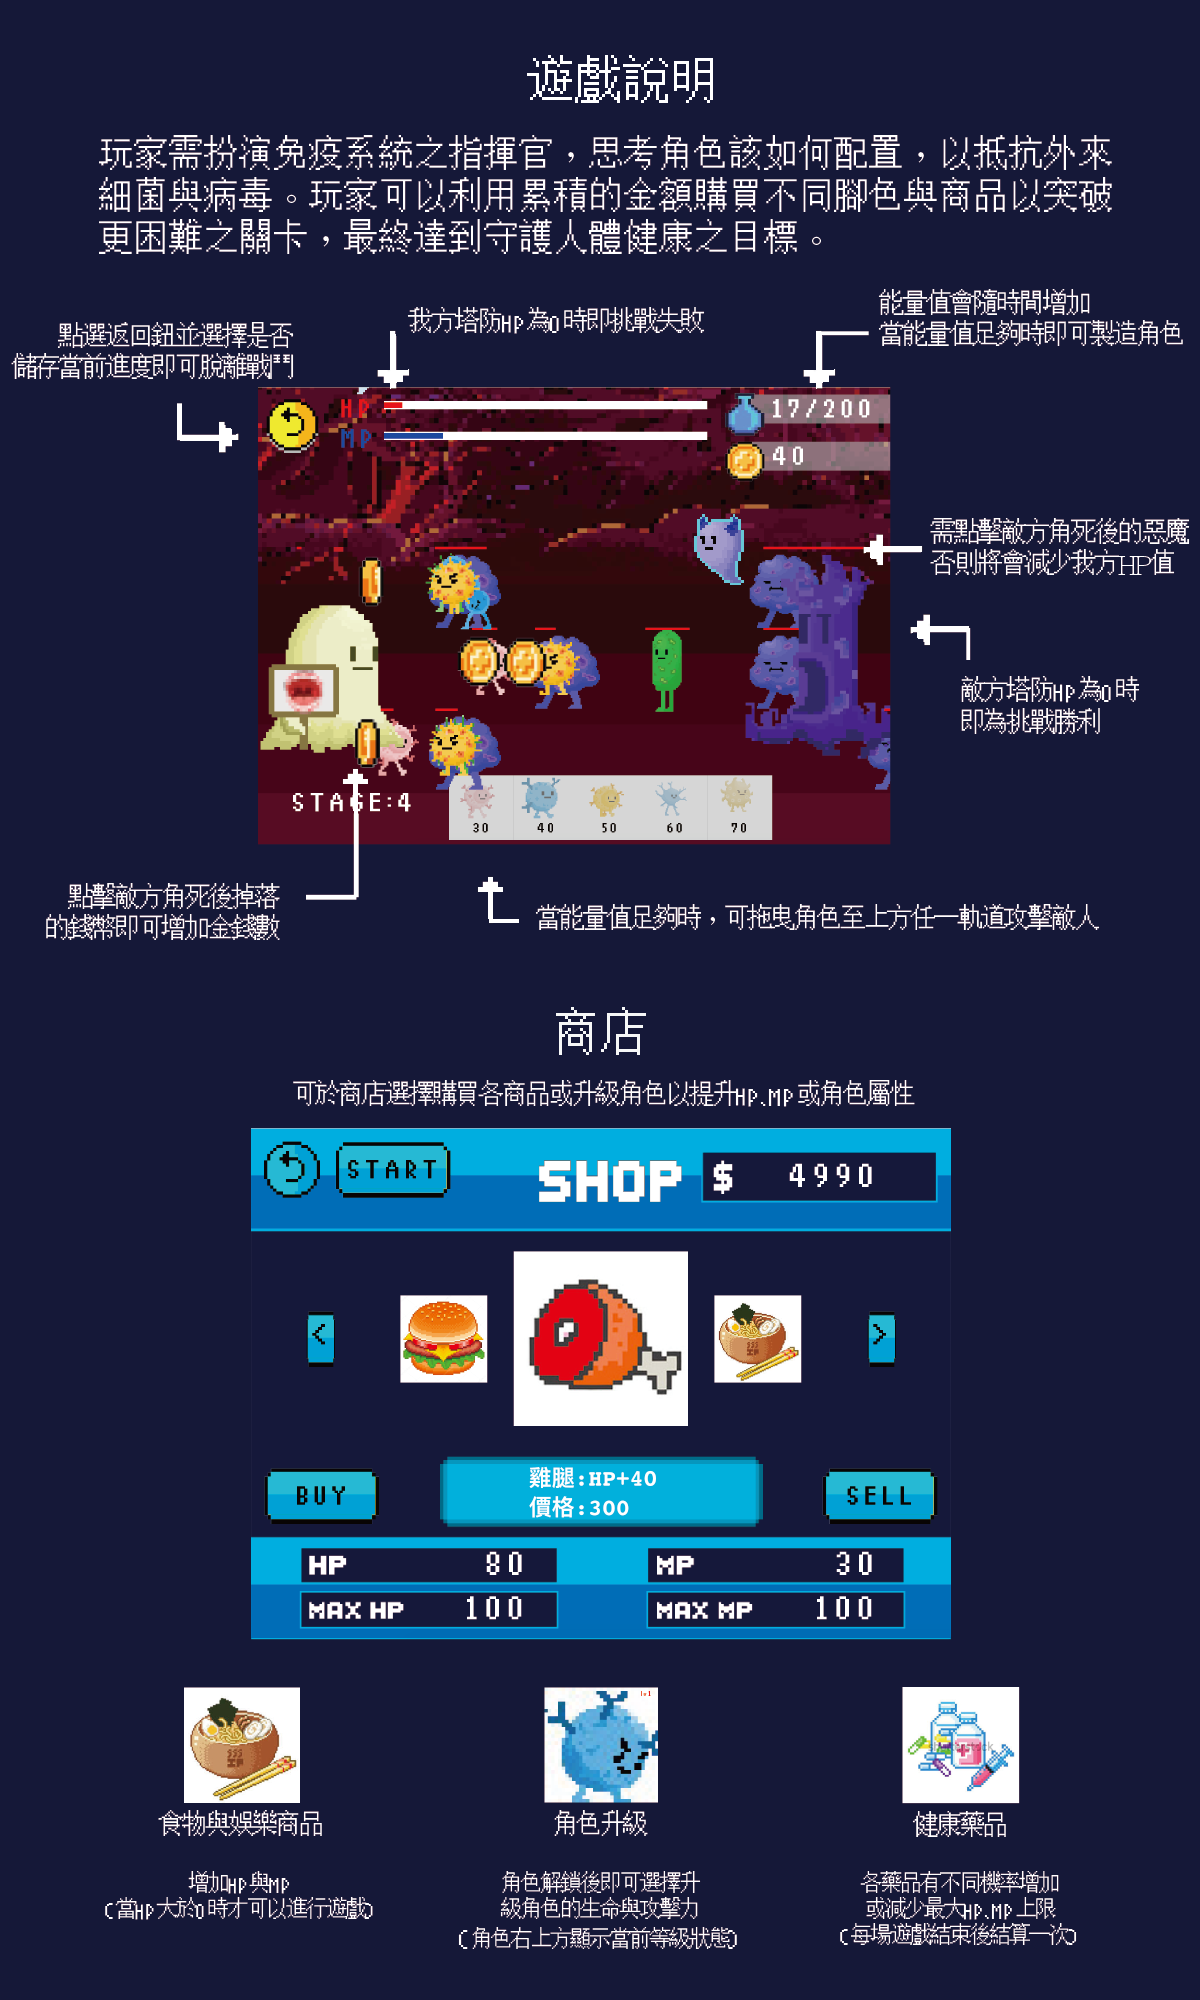 遊戲說明
玩家需扮演免疫系統之指揮官，思考角色該如何配置，以抵抗外來
細菌與病毒。玩家可以利用累積的金額購買不同腳色與商品以突破
更困難之關卡，最終達到守護人體健康之目標。
點選返回鈕並選擇是否
儲存當前進度即可脫離戰鬥
我方塔防HP為0時即挑戰失敗
能量值會隨時間增加
當能量值足夠時即可製造角色
HP
MP
17/200
40
需點擊敵方角死後的惡魔
否則將會減少我方HP值
敵方塔防HP為0時
即為挑戰勝利
STAGE:4
30 40 50 60 70
點擊敵方角死後掉落
的錢幣即可增加金錢數
當能量值足夠時，可拖曳角色至上方任一軌道攻擊敵人
商店
可於商店選擇購買各商品或升級角色以提升HP.MP或角色屬性
START
SHOP
$ 4990
<
>
BUY
雞腿:HP+40
價格:300
SELL
HP 80
MP 30
MAX HP 100
MAX MP 100
食物與娛樂商品
增加HP與MP
(當HP大於0時才可以進行遊戲)
角色升級
角色解鎖後即可選擇升
級角色的生命與攻擊力
(角色右上方顯示當前等級狀態)
健康藥品
各藥品有不同機率增加
或減少最大HP.MP上限
(每場遊戲結束後結算一次)